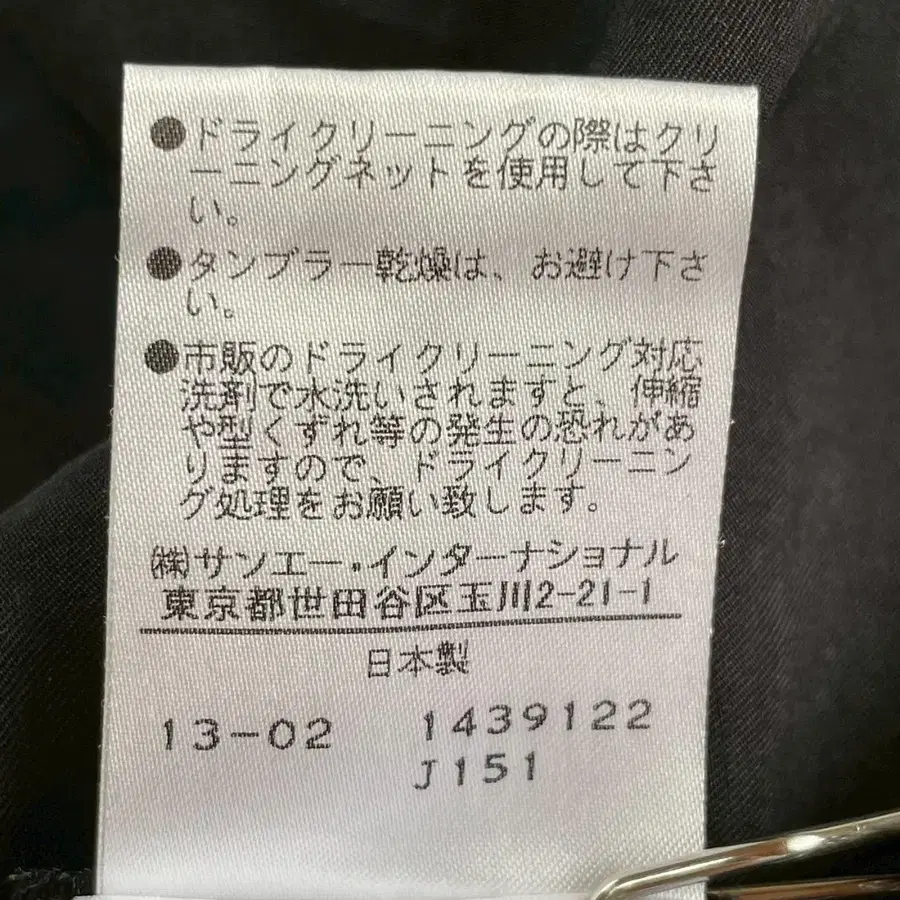 ●ドライクリーニングの際はクリ
ーニングネットを使用して下さ
い。
●タンブラー乾燥は、お避け下さ
い。
●市販のドライクリーニング対応
洗剤で水洗いされますと、伸縮
や型くずれ等の発生の恐れがあ
りますので、ドライクリーニン
グ処理をお願い致します。
㈱サンエー・インターナショナル
東京都世田谷区玉川2-21-1
日本製
13-02 1439122
J151